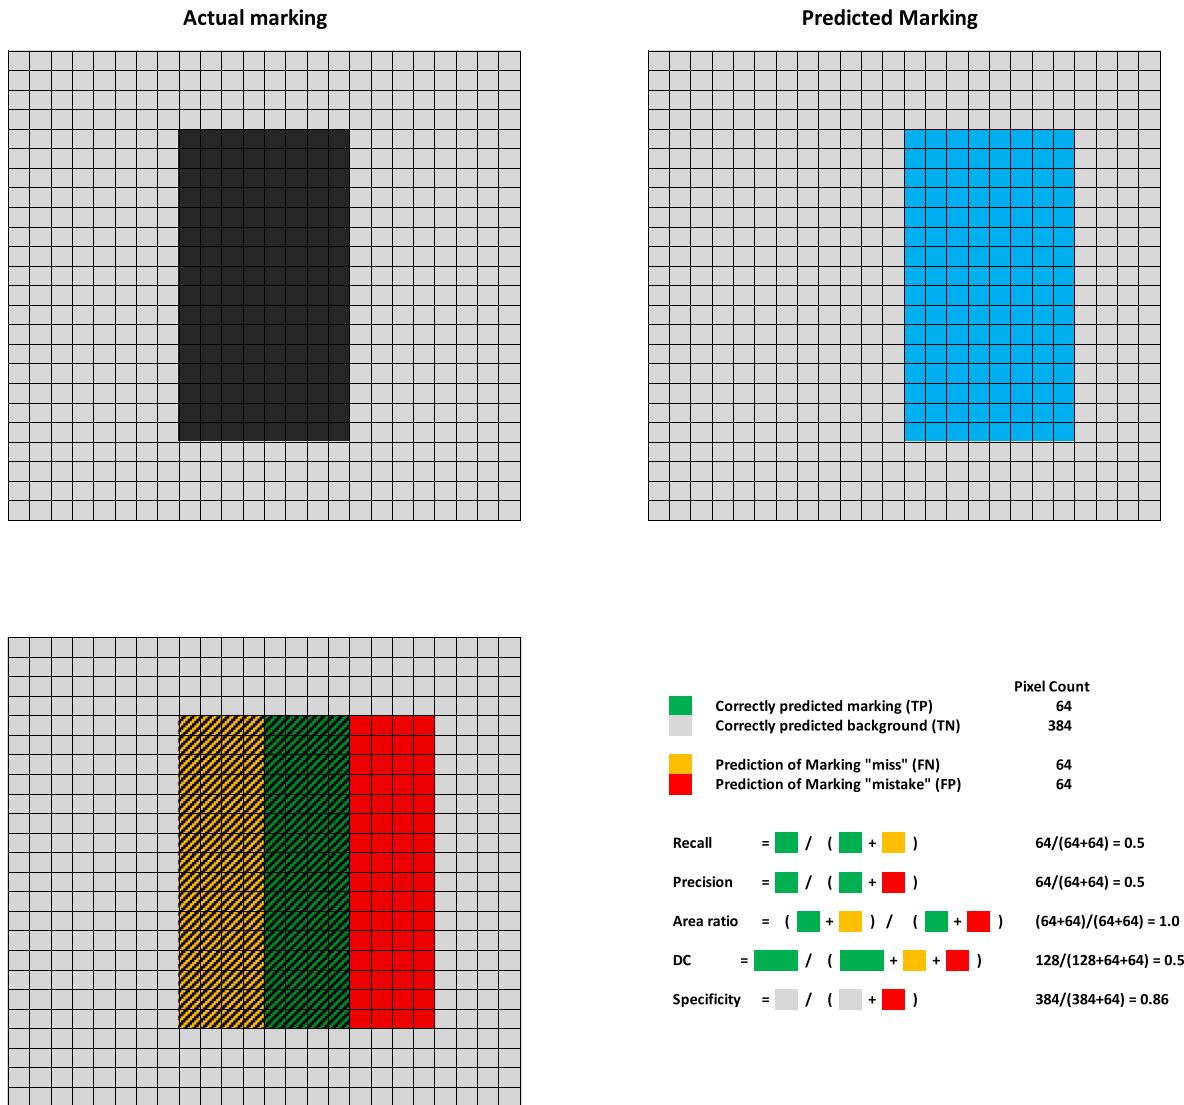 Actual marking
Predicted Marking
Pixel Count
Correctly predicted marking (TP) 64
Correctly predicted background (TN) 384
Prediction of Marking "miss" (FN) 64
Prediction of Marking "mistake" (FP) 64
Recall = / ( + ) 64/(64+64) = 0.5
Precision = / ( + ) 64/(64+64) = 0.5
Area ratio = ( + ) / ( + ) (64+64)/(64+64) = 1.0
DC = / ( + + ) 128/(128+64+64) = 0.5
Specificity = / ( + ) 384/(384+64) = 0.86